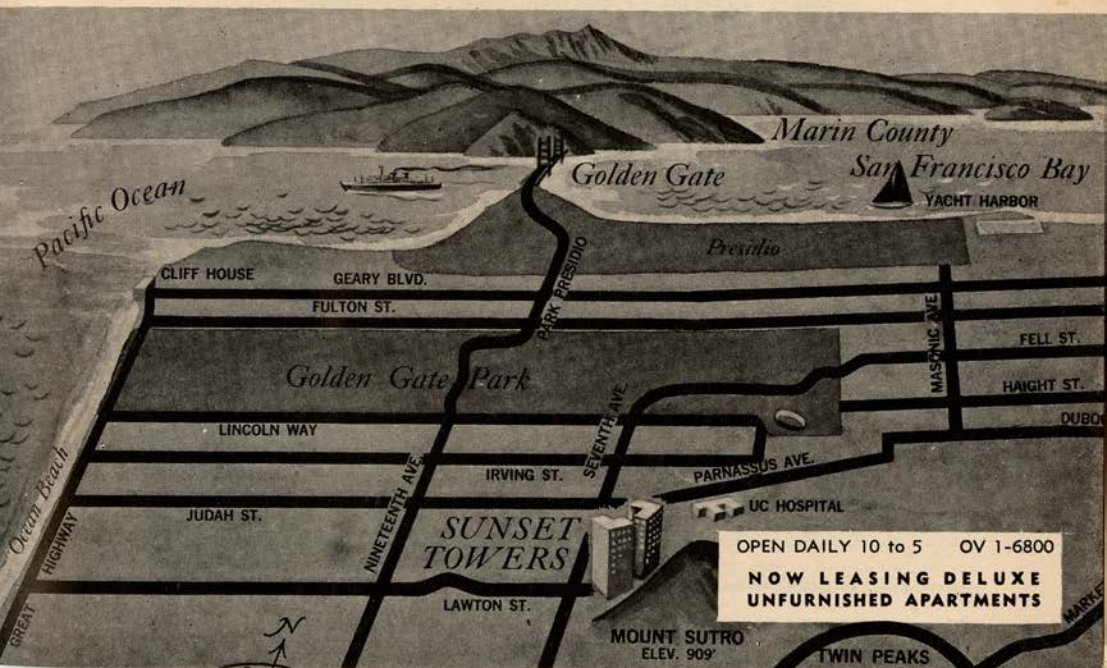 Marin County
San Francisco Bay
Golden Gate
YACHT HARBOR
Pacific Ocean
Presidio
CLIFF HOUSE
GEARY BLVD.
PARK PRESIDIO
FULTON ST.
MASONIC AVE.
FELL ST.
Golden Gate Park
HAIGHT ST.
SEVENTH AVE.
LINCOLN WAY
PARNASSUS AVE.
IRVING ST.
Ocean Beach
NINETEENTH AVE.
UC HOSPITAL
JUDAH ST.
SUNSET
TOWERS
GREAT HIGHWAY
OPEN DAILY 10 to 5 OV 1-6800
NOW LEASING DELUXE
UNFURNISHED APARTMENTS
LAWTON ST.
N
MOUNT SUTRO
ELEV. 909'
TWIN PEAKS